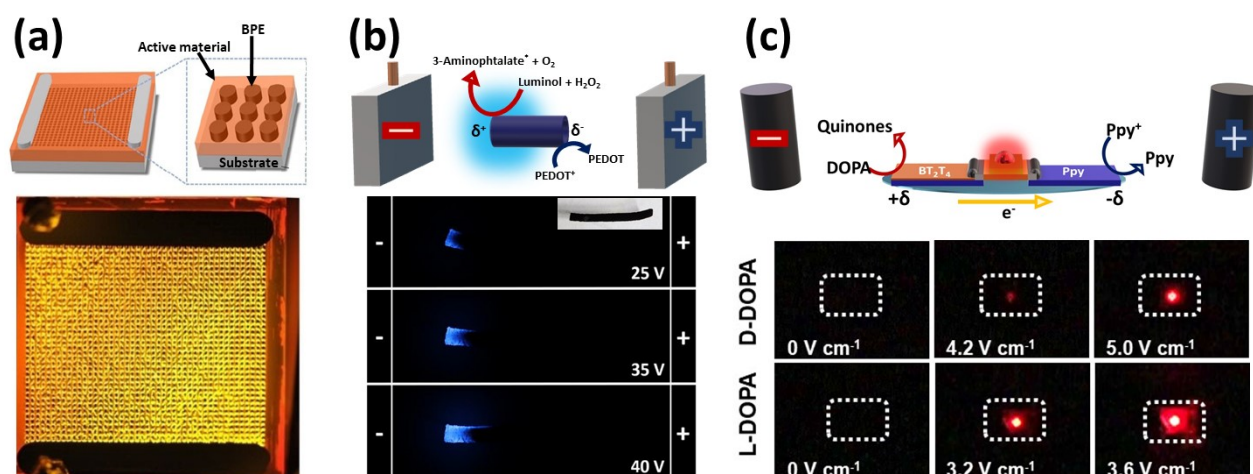 (a)
BPE
Active material
Substrate
(b)
3-Aminophtalate* + O₂
Luminol + H₂O₂
−
δ⁺
δ⁻
+
PEDOT
PEDOT⁺
-
+
25 V
35 V
-
+
40 V
-
+
(c)
−
Quinones
DOPA
BT₂T₄
Ppy
Ppy⁺
Ppy
+
+δ
e⁻
-δ
D-DOPA
0 V cm⁻¹
4.2 V cm⁻¹
5.0 V cm⁻¹
L-DOPA
0 V cm⁻¹
3.2 V cm⁻¹
3.6 V cm⁻¹